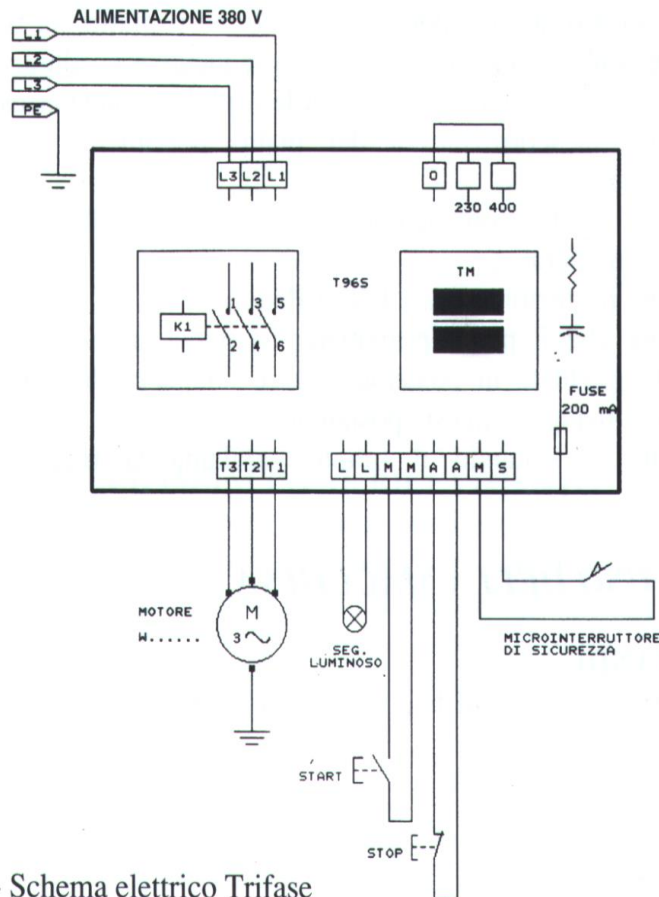 ALIMENTAZIONE 380 V
L1
L2
L3
PE
L3 L2 L1
O
230 400
T96S
TM
K1
1 3 5
2 4 6
FUSE
200 mA
T3 T2 T1 L L M M A A M S
MOTORE
W......
M
3
SEG.
LUMINOSO
MICROINTERRUTTORE
DI SICUREZZA
START
STOP
Schema elettrico Trifase